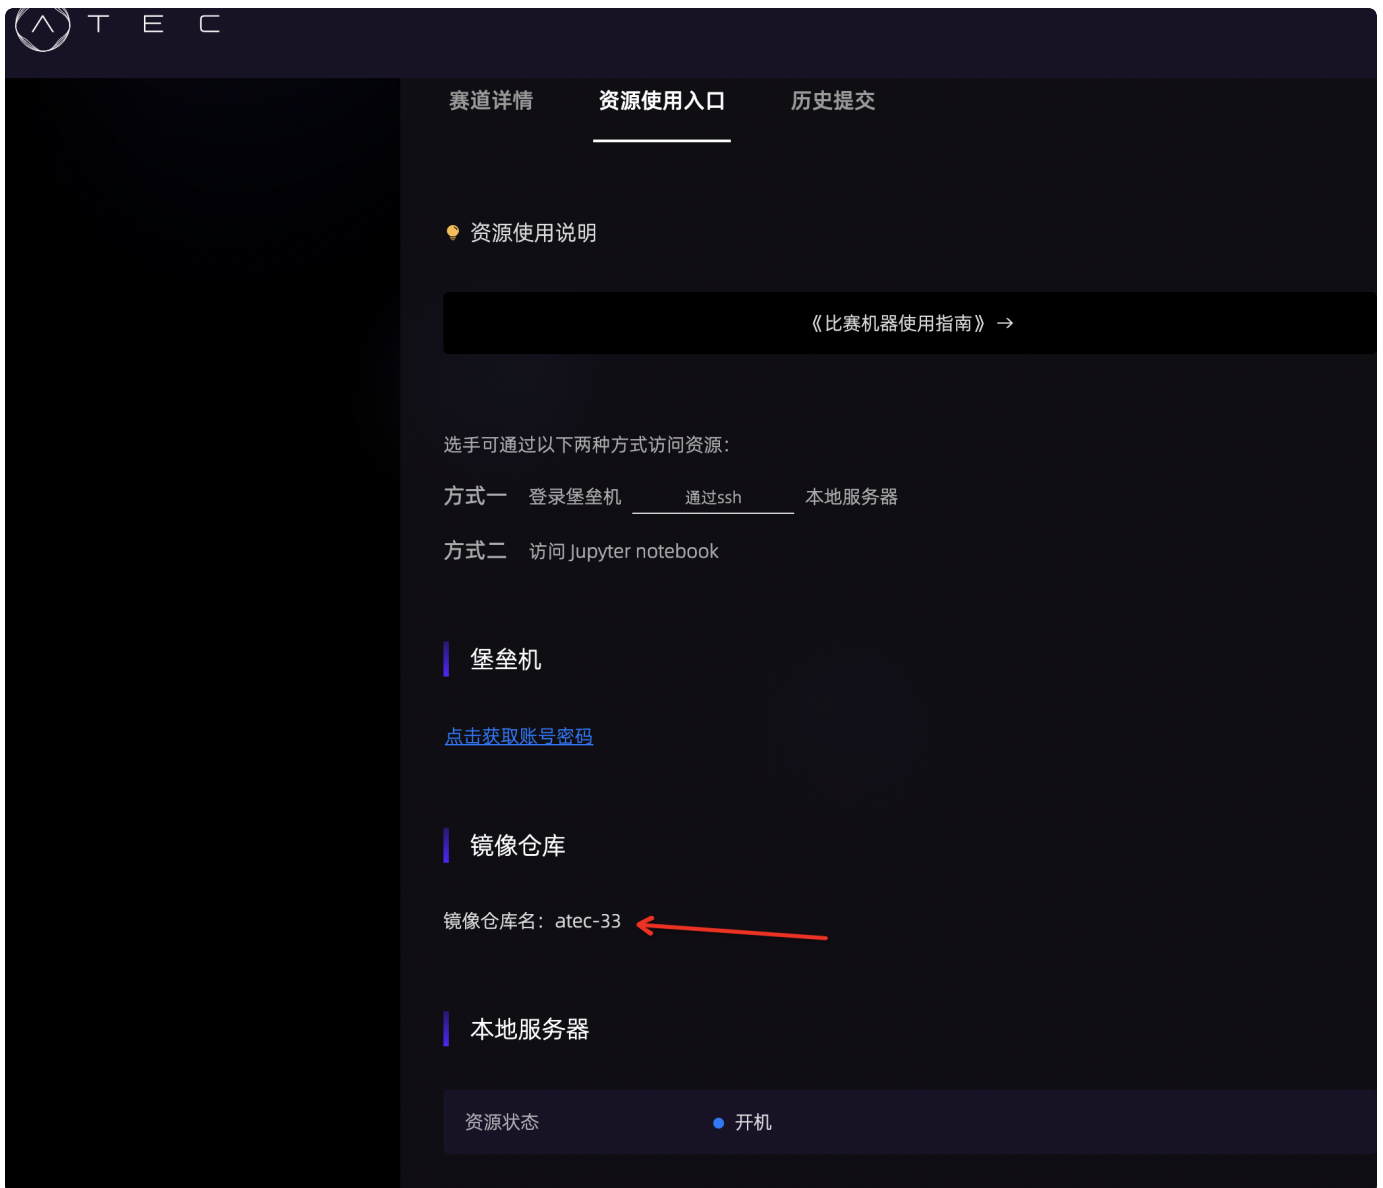 ATEC
赛道详情 资源使用入口 历史提交
资源使用说明
《比赛机器使用指南》 →
选手可通过以下两种方式访问资源：
方式一 登录堡垒机 通过ssh 本地服务器
方式二 访问 Jupyter notebook
堡垒机
点击获取账号密码
镜像仓库
镜像仓库名：atec-33
本地服务器
资源状态 开机